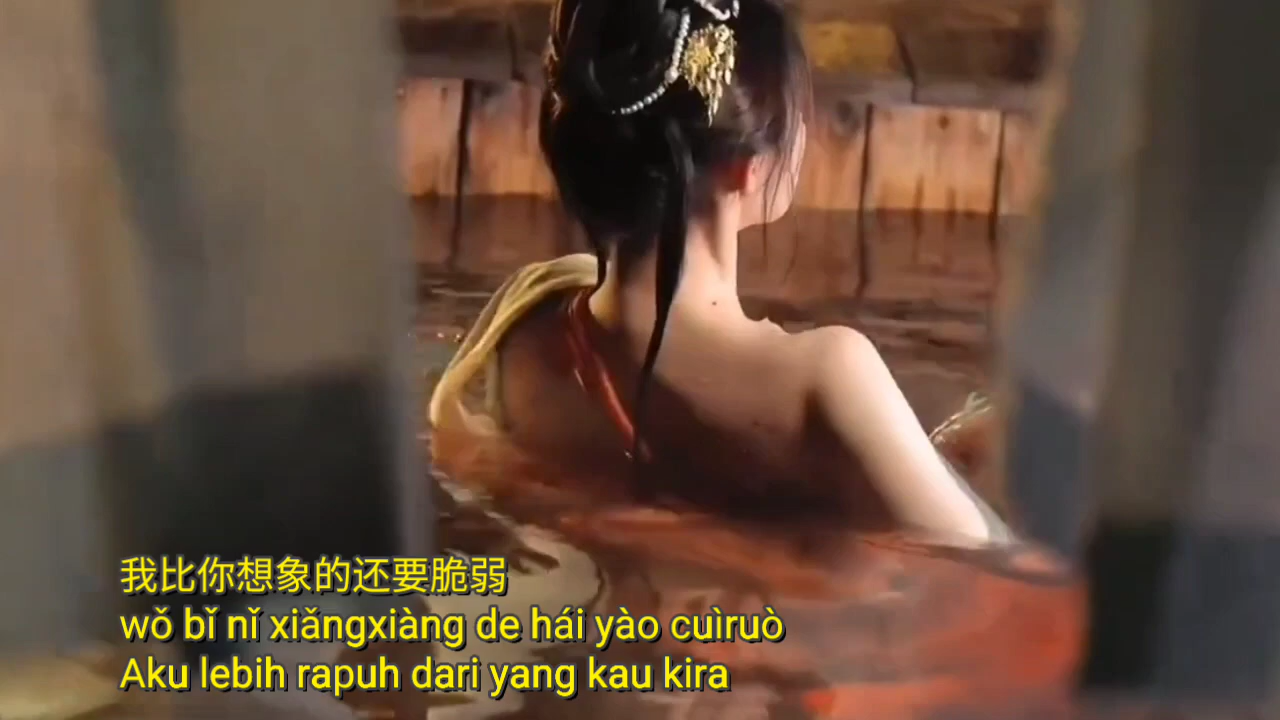 我比你想象的还要脆弱
wǒ bǐ nǐ xiǎngxiàng de hái yào cuìruò
Aku lebih rapuh dari yang kau kira